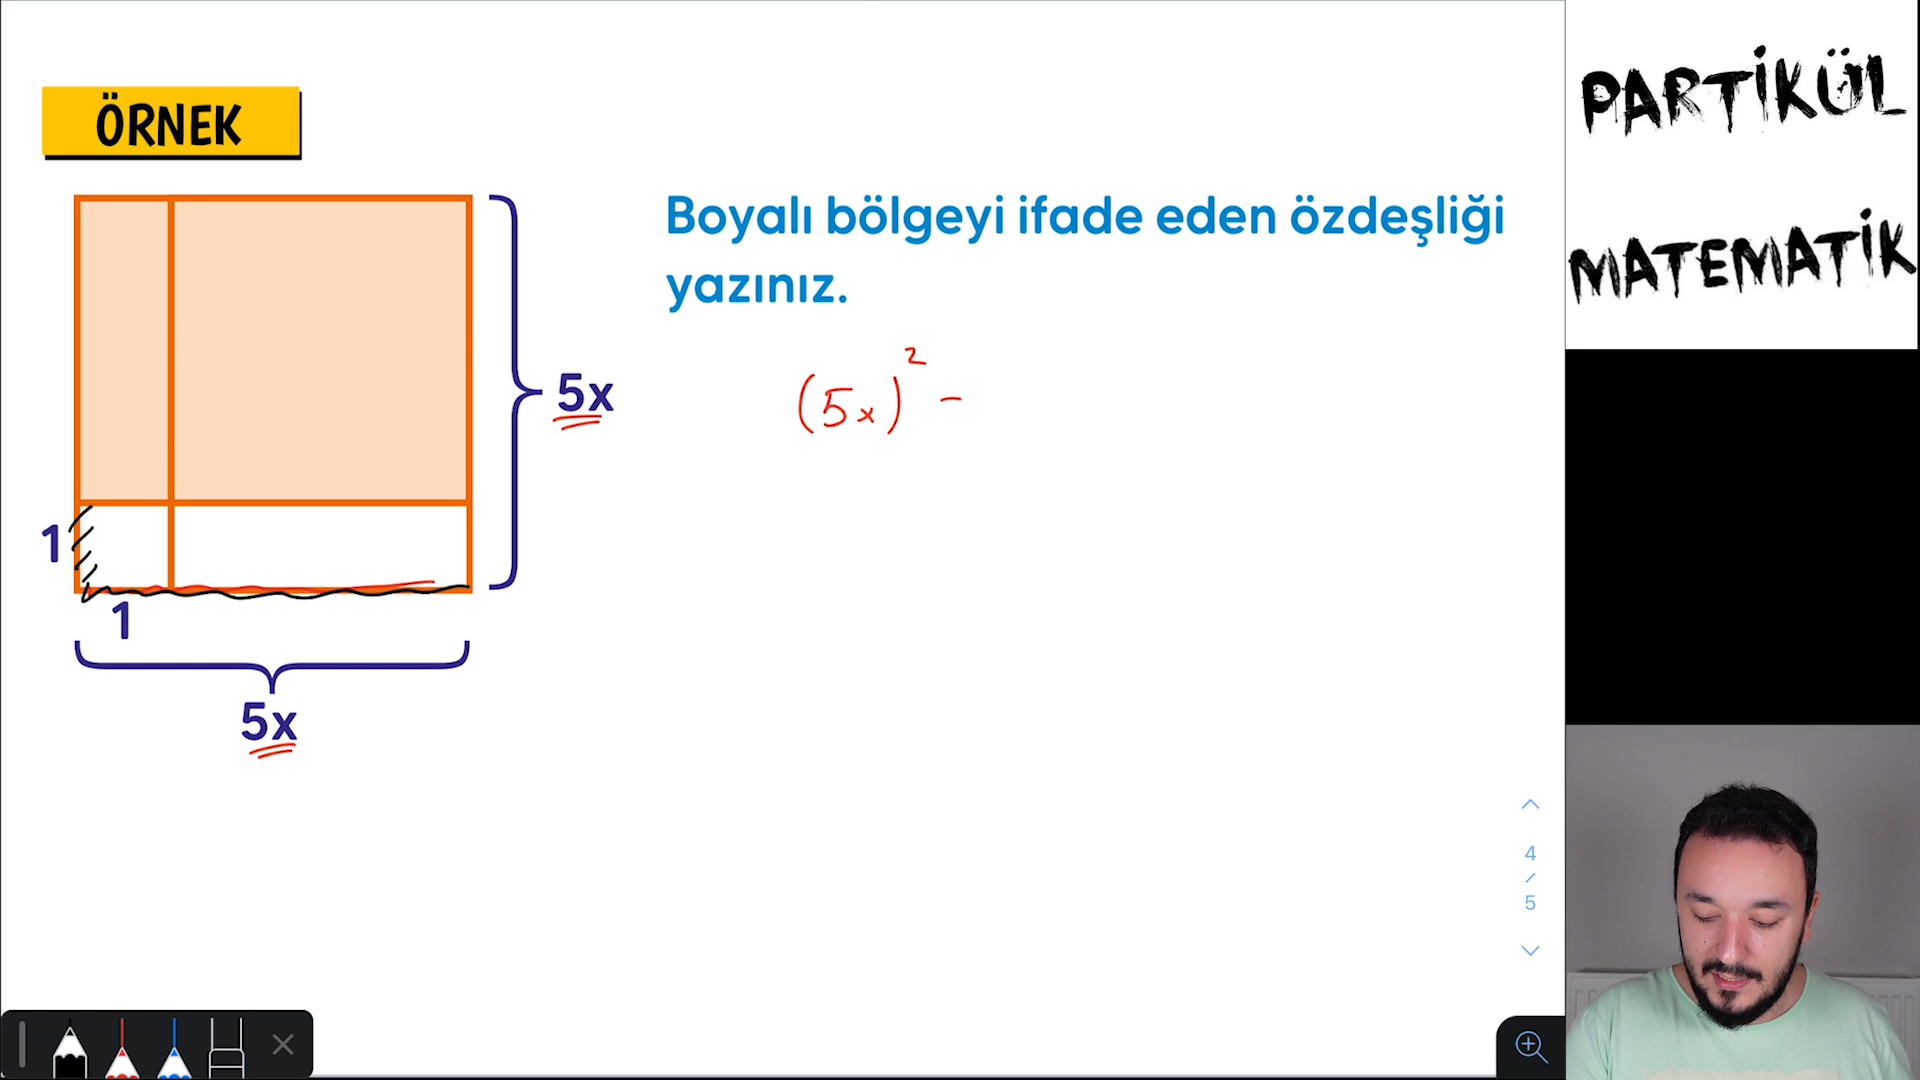 ÖRNEK
Boyalı bölgeyi ifade eden özdeşliği
yazınız.
(5x)² -
5x
1
1
5x
PARTİKÜL
MATEMATİK
4
/
5